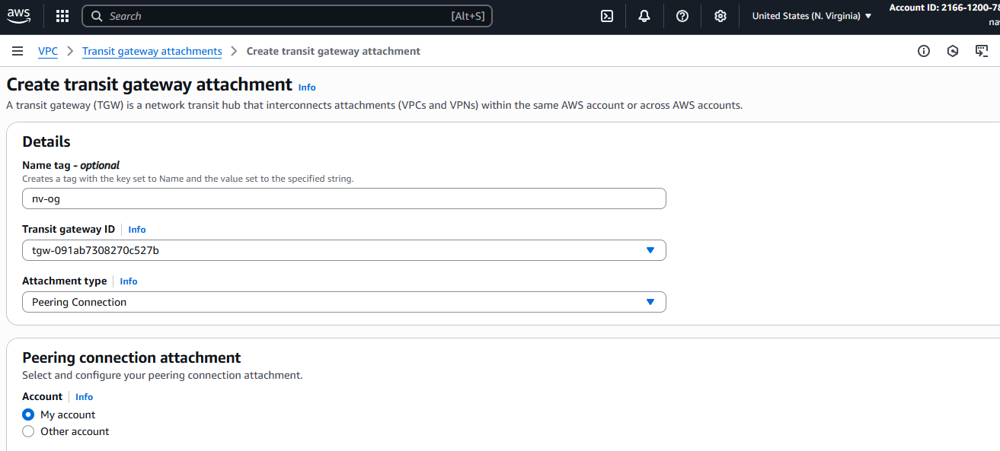 aws
Search [Alt+S]
United States (N. Virginia)
Account ID: 2166-1200-78
na
VPC > Transit gateway attachments > Create transit gateway attachment
Create transit gateway attachment Info
A transit gateway (TGW) is a network transit hub that interconnects attachments (VPCs and VPNs) within the same AWS account or across AWS accounts.
Details
Name tag - optional
Creates a tag with the key set to Name and the value set to the specified string.
nv-og
Transit gateway ID Info
tgw-091ab7308270c527b
Attachment type Info
Peering Connection
Peering connection attachment
Select and configure your peering connection attachment.
Account Info
My account
Other account